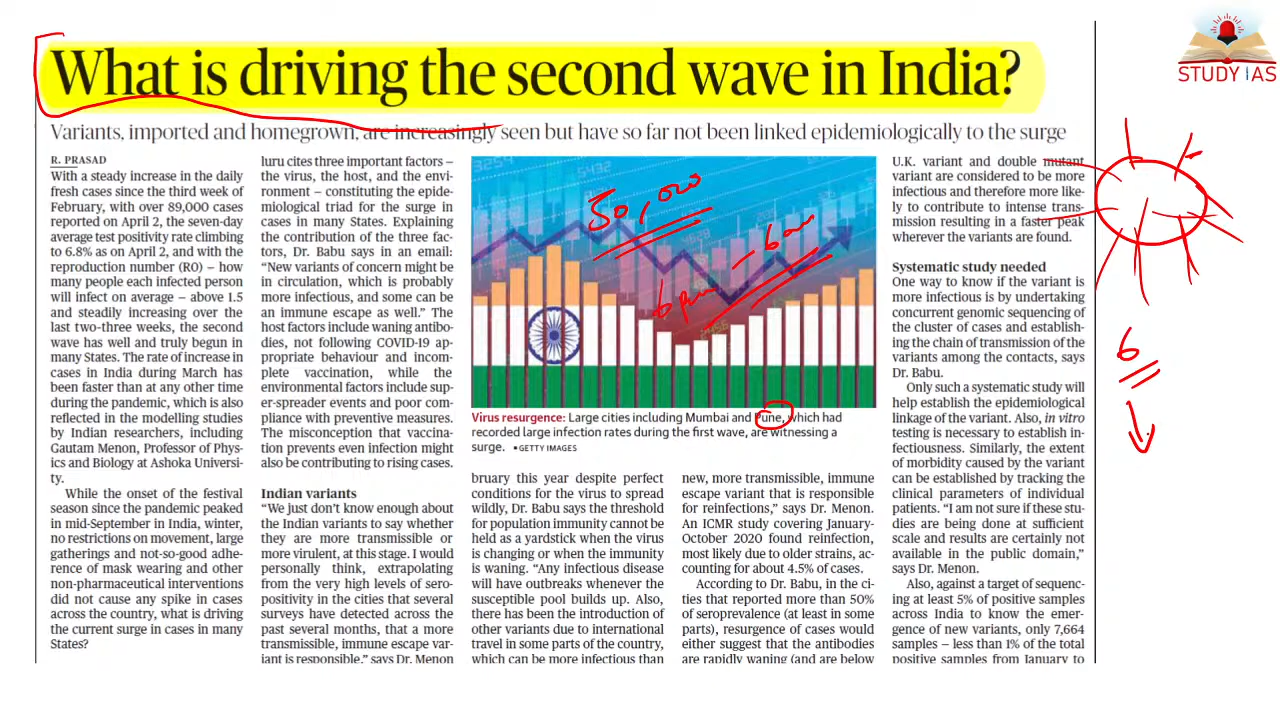 What is driving the second wave in India?
STUDY IAS
Variants, imported and homegrown, are increasingly seen but have so far not been linked epidemiologically to the surge
R. PRASAD
With a steady increase in the daily
fresh cases since the third week of
February, with over 89,000 cases
reported on April 2, the seven-day
average test positivity rate climbing
to 6.8% as on April 2, and with the
reproduction number (R0) – how
many people each infected person
will infect on average – above 1.5
and steadily increasing over the
last two-three weeks, the second
wave has well and truly begun in
many States. The rate of increase in
cases in India during March has
been faster than at any other time
during the pandemic, which is also
reflected in the modelling studies
by Indian researchers, including
Gautam Menon, Professor of Phys-
ics and Biology at Ashoka Universi-
ty.
While the onset of the festival
season since the pandemic peaked
in mid-September in India, winter,
no restrictions on movement, large
gatherings and not-so-good adhe-
rence of mask wearing and other
non-pharmaceutical interventions
did not cause any spike in cases
across the country, what is driving
the current surge in cases in many
States?
luru cites three important factors –
the virus, the host, and the envi-
ronment – constituting the epide-
miological triad for the surge in
cases in many States. Explaining
the contribution of the three fac-
tors, Dr. Babu says in an email:
“New variants of concern might be
in circulation, which is probably
more infectious, and some can be
an immune escape as well.” The
host factors include waning antibo-
dies, not following COVID-19 ap-
propriate behaviour and incom-
plete vaccination, while the
environmental factors include sup-
er-spreader events and poor com-
pliance with preventive measures.
The misconception that vaccina-
tion prevents even infection might
also be contributing to rising cases.
Indian variants
“We just don’t know enough about
the Indian variants to say whether
they are more transmissible or
more virulent, at this stage. I would
personally think, extrapolating
from the very high levels of sero-
positivity in the cities that several
surveys have detected across the
past several months, that a more
transmissible, immune escape var-
iant is responsible,” says Dr. Menon
50,000
6pm – 6am
Virus resurgence: Large cities including Mumbai and Pune, which had
recorded large infection rates during the first wave, are witnessing a
surge. ▪ GETTY IMAGES
bruary this year despite perfect
conditions for the virus to spread
wildly, Dr. Babu says the threshold
for population immunity cannot be
held as a yardstick when the virus
is changing or when the immunity
is waning. “Any infectious disease
will have outbreaks whenever the
susceptible pool builds up. Also,
there has been the introduction of
other variants due to international
travel in some parts of the country,
which can be more infectious than
new, more transmissible, immune
escape variant that is responsible
for reinfections,” says Dr. Menon.
An ICMR study covering January-
October 2020 found reinfection,
most likely due to older strains, ac-
counting for about 4.5% of cases.
According to Dr. Babu, in the ci-
ties that reported more than 50%
of seroprevalence (at least in some
parts), resurgence of cases would
either suggest that the antibodies
are rapidly waning (and are below
U.K. variant and double mutant
variant are considered to be more
infectious and therefore more like-
ly to contribute to intense trans-
mission resulting in a faster peak
wherever the variants are found.
Systematic study needed
One way to know if the variant is
more infectious is by undertaking
concurrent genomic sequencing of
the cluster of cases and establish-
ing the chain of transmission of the
variants among the contacts, says
Dr. Babu.
Only such a systematic study will
help establish the epidemiological
linkage of the variant. Also, in vitro
testing is necessary to establish in-
fectiousness. Similarly, the extent
of morbidity caused by the variant
can be established by tracking the
clinical parameters of individual
patients. “I am not sure if these stu-
dies are being done at sufficient
scale and results are certainly not
available in the public domain,”
says Dr. Menon.
Also, against a target of sequenc-
ing at least 5% of positive samples
across India to know the emer-
gence of new variants, only 7,664
samples – less than 1% of the total
positive samples from January to
6